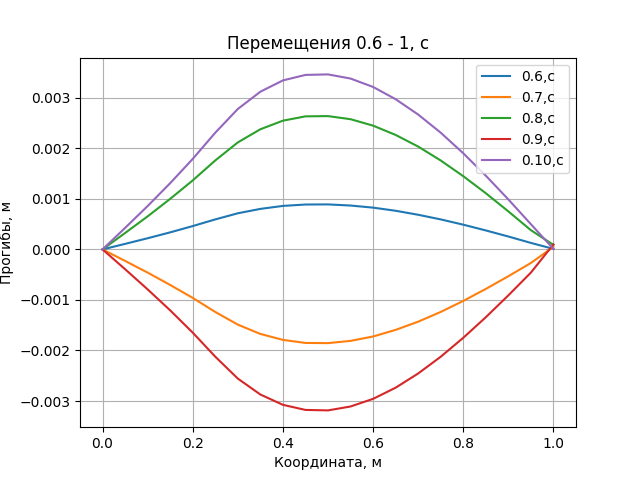 Перемещения 0.6 - 1, с
0.6,с
0.7,с
0.8,с
0.9,с
0.10,с
Прогибы, м
0.003
0.002
0.001
0.000
−0.001
−0.002
−0.003
0.0 0.2 0.4 0.6 0.8 1.0
Координата, м